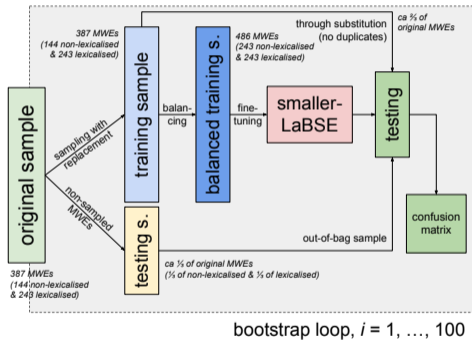 387 MWEs
(144 non-lexicalised
& 243 lexicalised)
486 MWEs
(243 non-lexicalised
& 243 lexicalised)
through substitution
(no duplicates)
ca ⅔ of
original MWEs
original sample
sampling with
replacement
non-sampled
MWEs
training sample
balan-
cing
balanced training s.
fine-
tuning
smaller-
LaBSE
testing
testing s.
out-of-bag sample
confusion
matrix
ca ⅓ of original MWEs
(⅓ of non-lexicalised & ⅓ of lexicalised)
387 MWEs
(144 non-lexicalised
& 243 lexicalised)
bootstrap loop, i = 1, …, 100